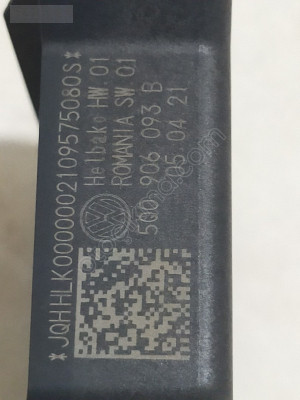 *JQHHLK0000002109575080S*
Helbako HW.01
ROMANIA SW.01
5Q0 906 093 B
05 04 21